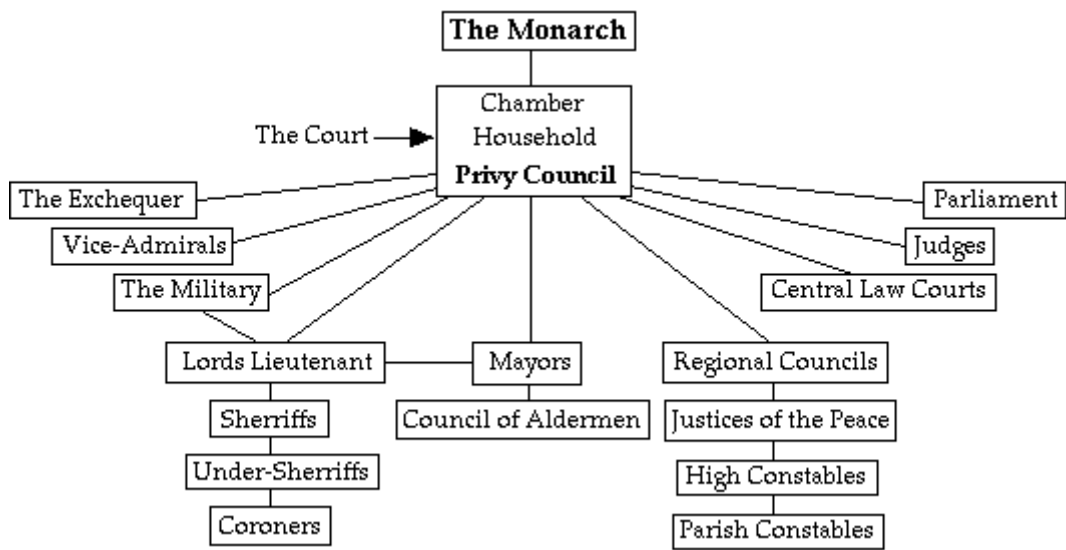 The Monarch
Chamber
Household
Privy Council
The Court
The Exchequer
Parliament
Vice-Admirals
Judges
The Military
Central Law Courts
Lords Lieutenant
Mayors
Regional Councils
Sherriffs
Council of Aldermen
Justices of the Peace
Under-Sherriffs
High Constables
Coroners
Parish Constables